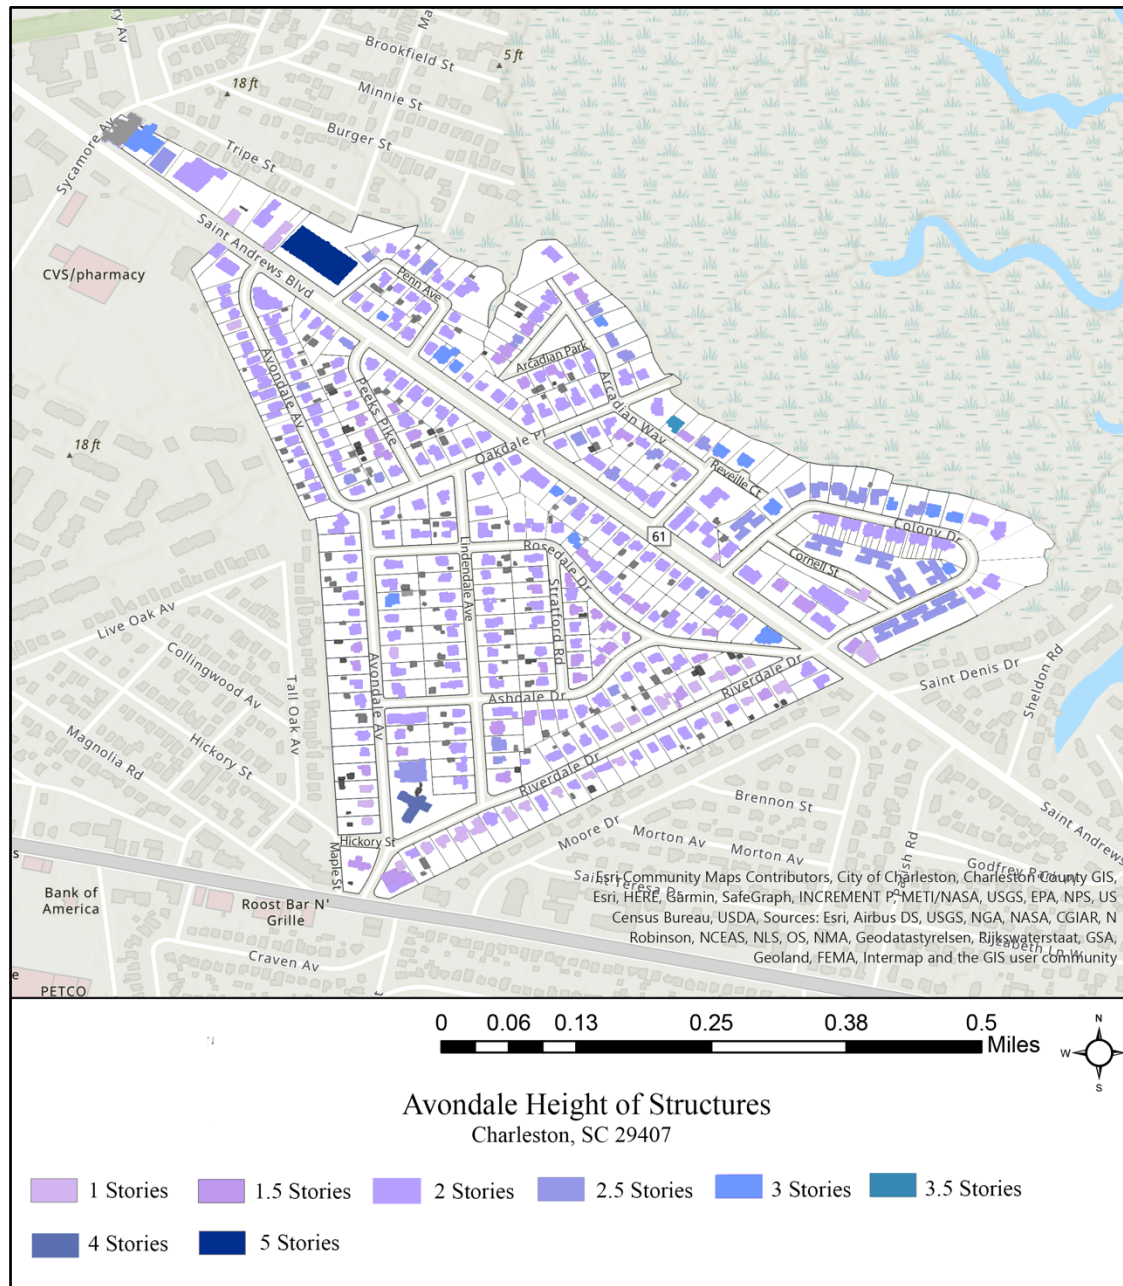 ry Av
Ma
Brookfield St
5 ft
18 ft
Minnie St
Burger St
Sycamore Av
Tripe St
Saint Andrews Blvd
CVS/pharmacy
Penn Ave
Arcadian Park
Avondale Av
Peeks Pike
Arcadian Way
18 ft
Oakdale Pl
Reveille Ct
61
Colony Dr
Cornell St
Lindendale Ave
Rosedale Dr
Stratford Rd
Live Oak Av
Collingwood Av
Tall Oak Av
Avondale Av
Ashdale Dr
Riverdale Dr
Saint Denis Dr
Sheldon Rd
Hickory St
Magnolia Rd
Riverdale Dr
Brennon St
Moore Dr
Morton Av
Morton Av
Saint Andrews
Hickory St
Maple St
s
Bank of
America
Roost Bar N'
Grille
Craven Av
e
PETCO
Saint Teresa Dr
Esri Community Maps Contributors, City of Charleston, Charleston County GIS,
Esri, HERE, Garmin, SafeGraph, INCREMENT P, METI/NASA, USGS, EPA, NPS, US
Census Bureau, USDA, Sources: Esri, Airbus DS, USGS, NGA, NASA, CGIAR, N
Robinson, NCEAS, NLS, OS, NMA, Geodatastyrelsen, Rijkswaterstaat, GSA,
Geoland, FEMA, Intermap and the GIS user community
0 0.06 0.13 0.25 0.38 0.5
Miles
N
W
S
Avondale Height of Structures
Charleston, SC 29407
1 Stories
1.5 Stories
2 Stories
2.5 Stories
3 Stories
3.5 Stories
4 Stories
5 Stories